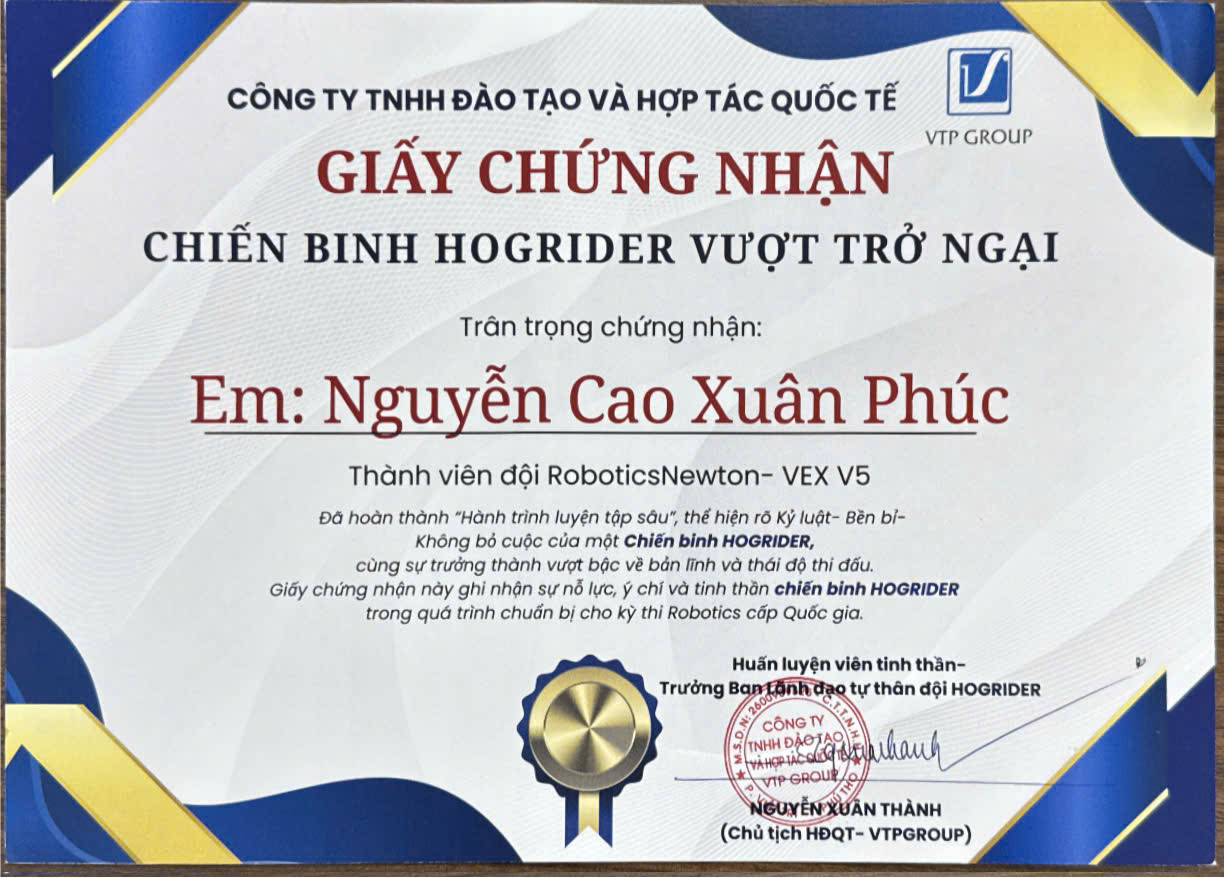 CÔNG TY TNHH ĐÀO TẠO VÀ HỢP TÁC QUỐC TẾ
VTP GROUP
GIẤY CHỨNG NHẬN
CHIẾN BINH HOGRIDER VƯỢT TRỞ NGẠI
Trân trọng chứng nhận:
Em: Nguyễn Cao Xuân Phúc
Thành viên đội RoboticsNewton- VEX V5
Đã hoàn thành “Hành trình luyện tập sâu”, thể hiện rõ Kỷ luật- Bền bỉ-
Không bỏ cuộc của một Chiến binh HOGRIDER,
cùng sự trưởng thành vượt bậc về bản lĩnh và thái độ thi đấu.
Giấy chứng nhận này ghi nhận sự nỗ lực, ý chí và tinh thần chiến binh HOGRIDER
trong quá trình chuẩn bị cho kỳ thi Robotics cấp Quốc gia.
Huấn luyện viên tinh thần-
Trưởng Ban Lãnh đạo tự thân đội HOGRIDER
CÔNG TY
TNHH ĐÀO TẠO
VÀ HỢP TÁC QUỐC TẾ
VTP GROUP
NGUYỄN XUÂN THÀNH
(Chủ tịch HĐQT- VTPGROUP)